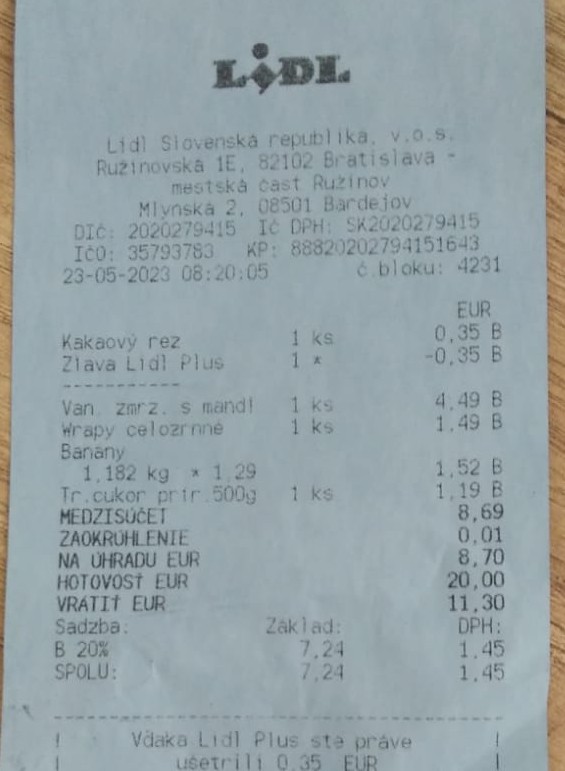 LiDL
Lidl Slovenská republika, v.o.s.
Ružinovská 1E, 82102 Bratislava -
mestská časť Ružinov
Mlynská 2, 08501 Bardejov
DIČ: 2020279415 IČ DPH: SK2020279415
IČO: 35793783 KP: 88820202794151643
23-05-2023 08:20:05 č.bloku: 4231
EUR
Kakaový rez 1 ks 0,35 B
Zľava Lidl Plus 1 * -0,35 B
-----------
Van. zmrz. s mandľ 1 ks 4,49 B
Wrapy celozrnné 1 ks 1,49 B
Banány
1,182 kg * 1,29 1,52 B
Tr.cukor prír.500g 1 ks 1,19 B
MEDZISÚČET 8,69
ZAOKRÚHLENIE 0,01
NA ÚHRADU EUR 8,70
HOTOVOSŤ EUR 20,00
VRÁTIŤ EUR 11,30
Sadzba: Základ: DPH:
B 20% 7,24 1,45
SPOLU: 7,24 1,45
Vďaka Lidl Plus ste práve
ušetrili 0,35 EUR